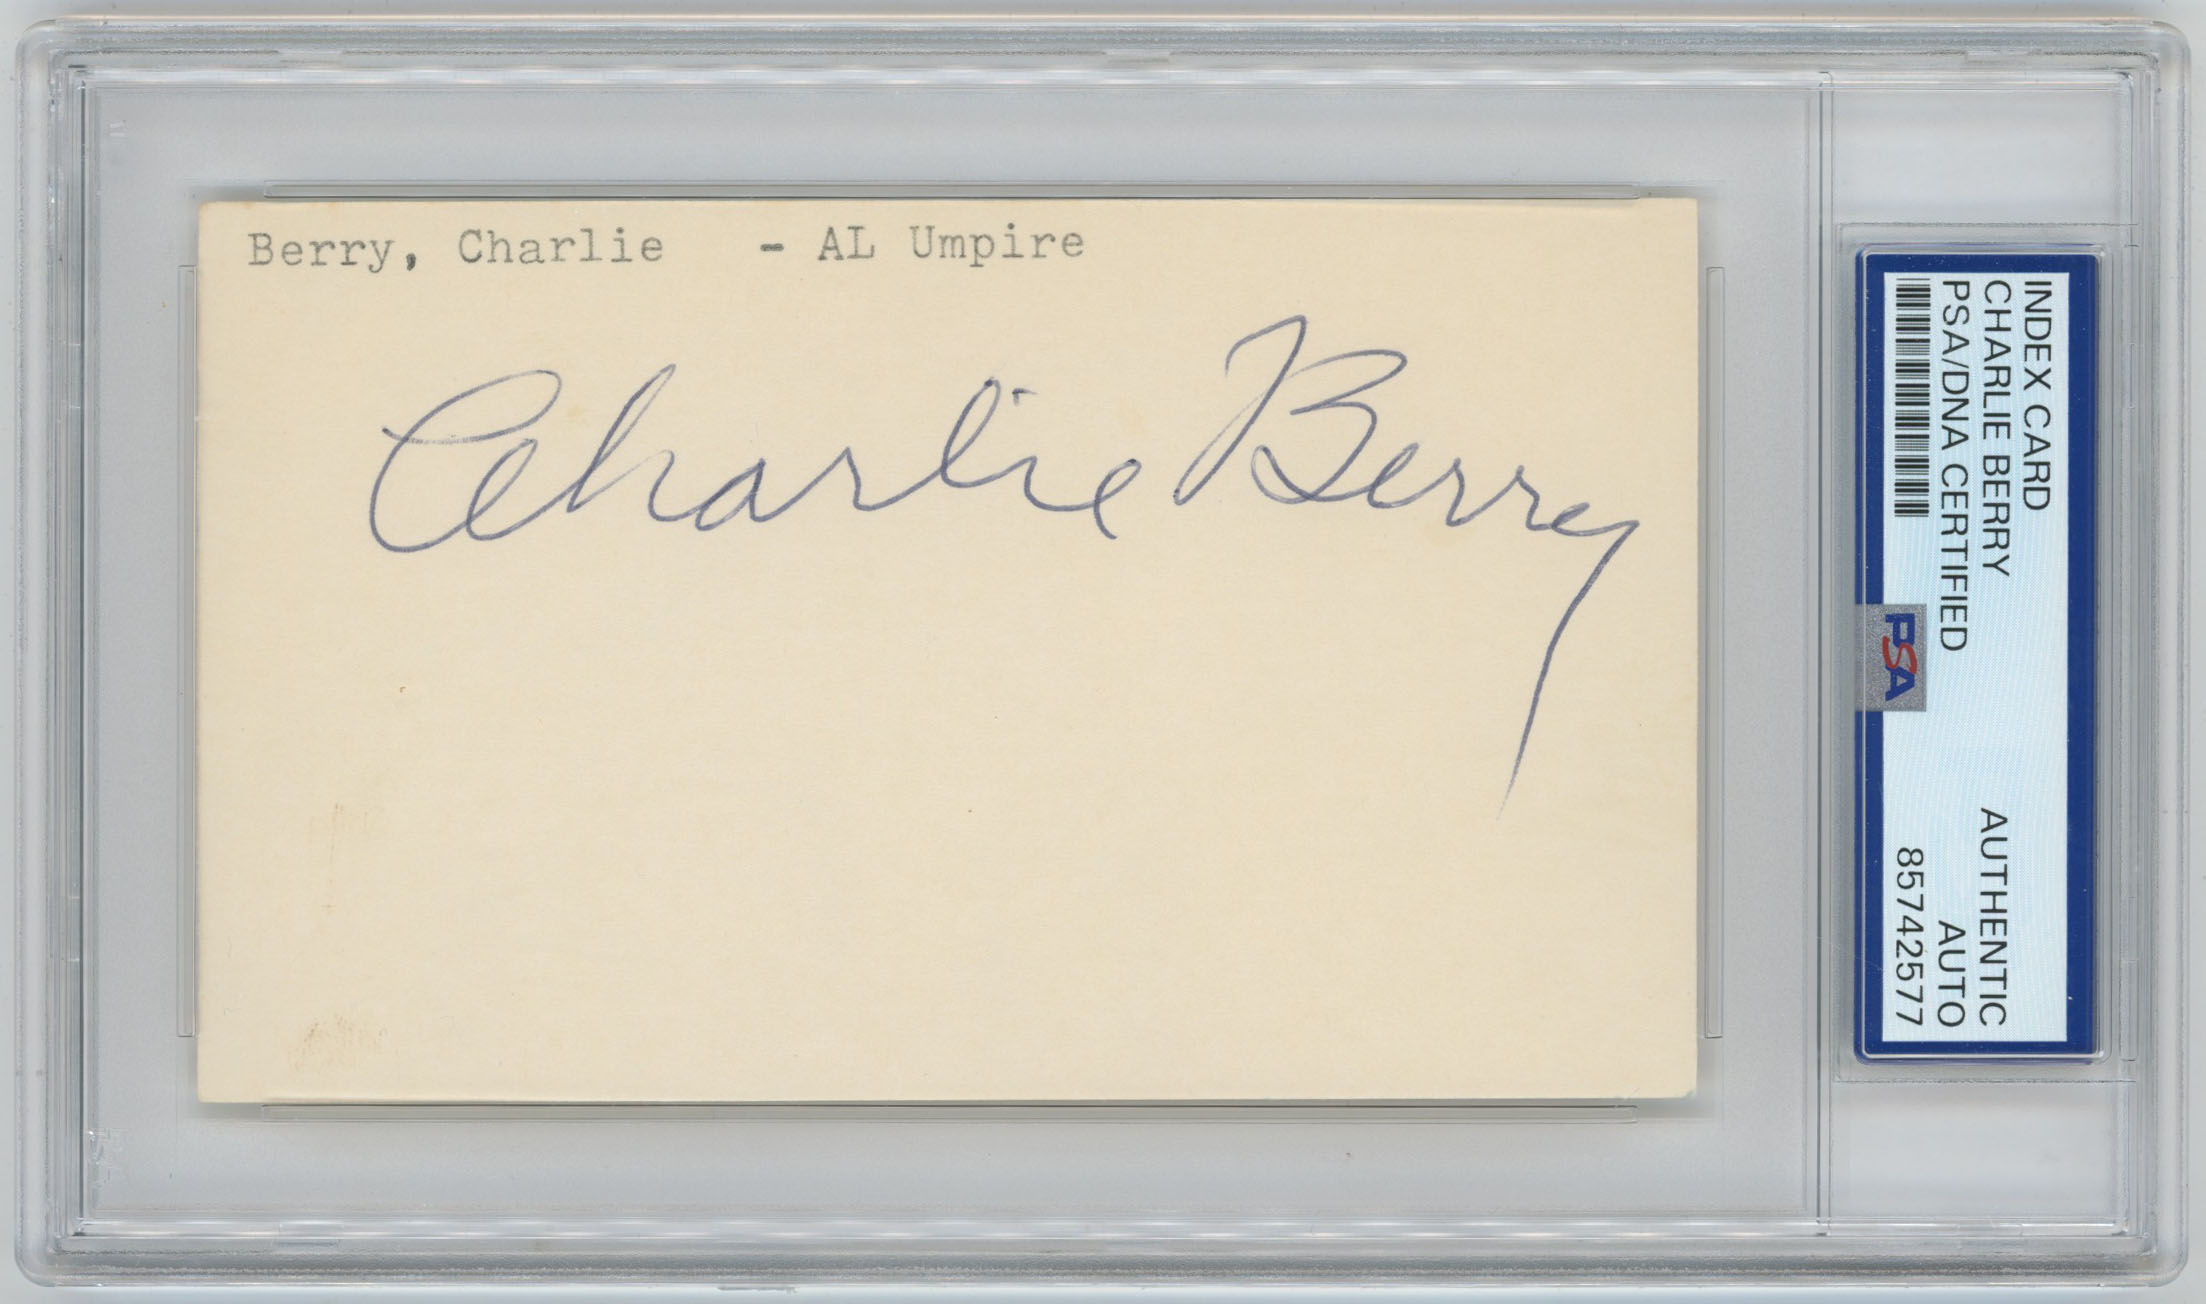 Berry, Charlie - AL Umpire
Charlie Berry
INDEX CARD
CHARLIE BERRY
PSA/DNA CERTIFIED
PSA
AUTHENTIC
AUTO
85742577